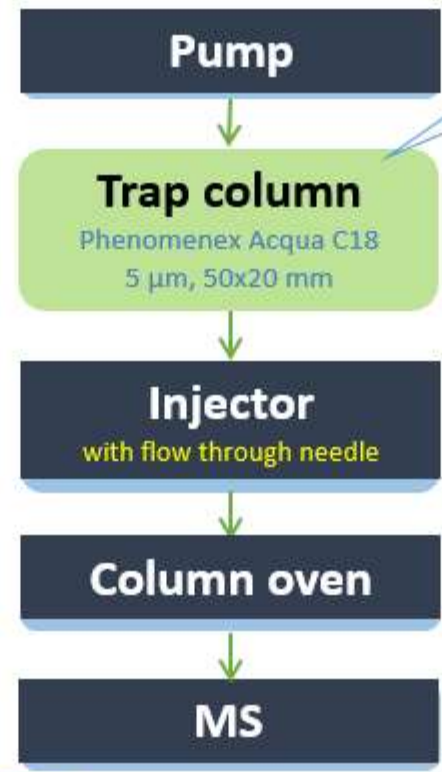 Pump
Trap column
Phenomenex Acqua C18
5 µm, 50x20 mm
Injector
with flow through needle
Column oven
MS